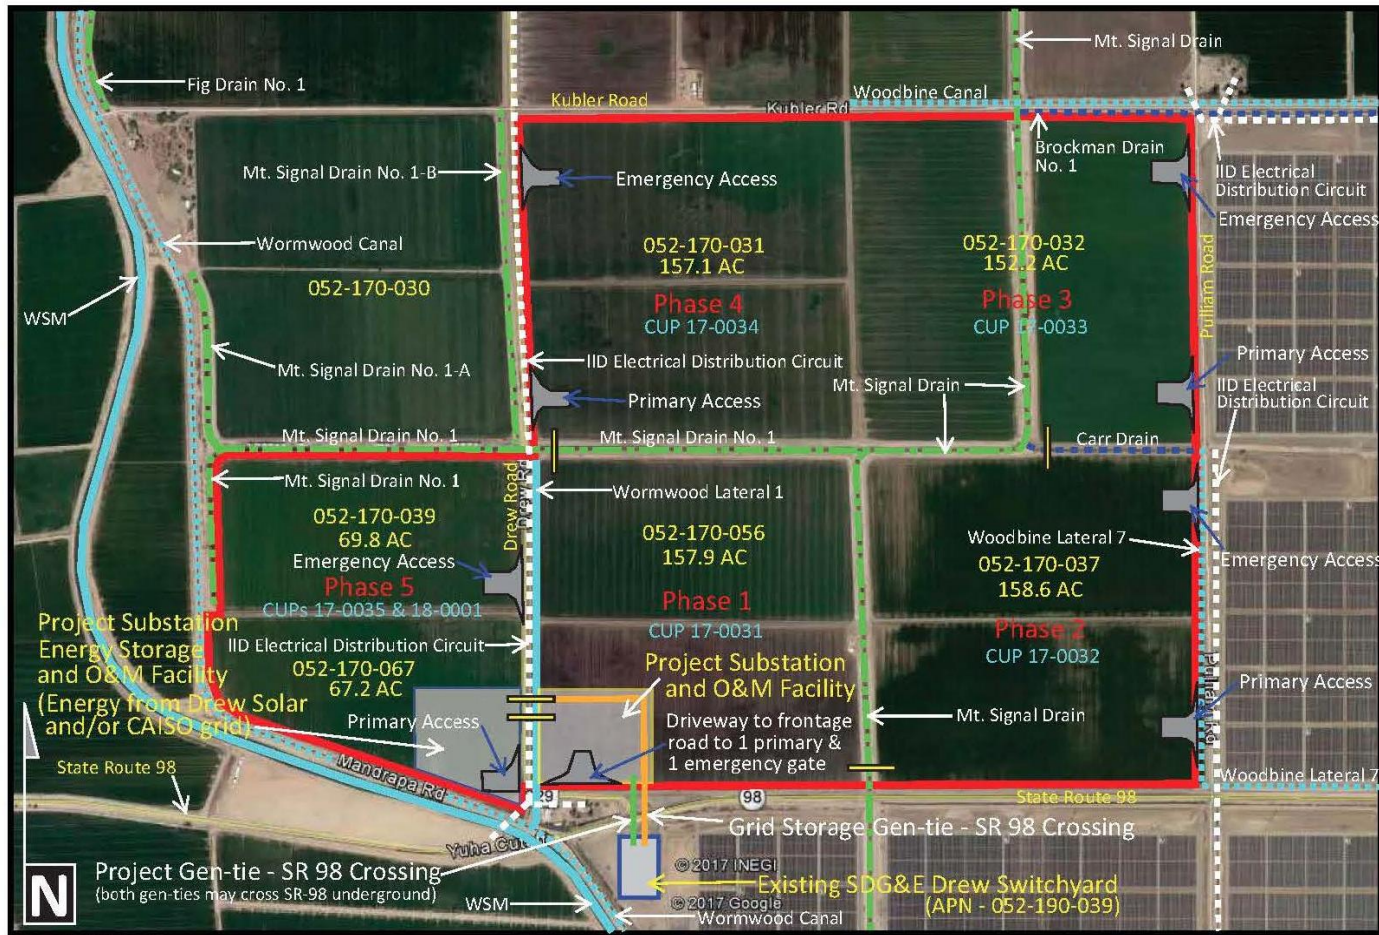 Mt. Signal Drain
Fig Drain No. 1
Woodbine Canal
Kubler Road
Kubler Rd
Brockman Drain
No. 1
IID Electrical
Distribution Circuit
Mt. Signal Drain No. 1-B
Emergency Access
Emergency Access
Wormwood Canal
052-170-031
157.1 AC
052-170-032
152.2 AC
052-170-030
Phase 4
CUP 17-0034
Phase 3
CUP 17-0033
Pulliam Road
WSM
Mt. Signal Drain No. 1-A
IID Electrical Distribution Circuit
Primary Access
Mt. Signal Drain
IID Electrical
Distribution Circuit
Primary Access
Mt. Signal Drain No. 1
Mt. Signal Drain No. 1
Carr Drain
Mt. Signal Drain No. 1
Drew Road
Wormwood Lateral 1
052-170-039
69.8 AC
052-170-056
157.9 AC
Woodbine Lateral 7
052-170-037
158.6 AC
Emergency Access
Emergency Access
Phase 5
CUPs 17-0035 & 18-0001
Phase 1
CUP 17-0031
Phase 2
CUP 17-0032
Project Substation
Energy Storage
and O&M Facility
(Energy from Drew Solar
and/or CAISO grid)
IID Electrical Distribution Circuit
052-170-067
67.2 AC
Project Substation
and O&M Facility
Pulliam Rd
Primary Access
Primary Access
Driveway to frontage
road to 1 primary &
1 emergency gate
Mt. Signal Drain
State Route 98
Mandrapa Rd
Woodbine Lateral 7
29
98
State Route 98
Grid Storage Gen-tie - SR 98 Crossing
Yuha Cut
Project Gen-tie - SR 98 Crossing
(both gen-ties may cross SR-98 underground)
© 2017 INEGI
Existing SDG&E Drew Switchyard
(APN - 052-190-039)
© 2017 Google
WSM
Wormwood Canal
N